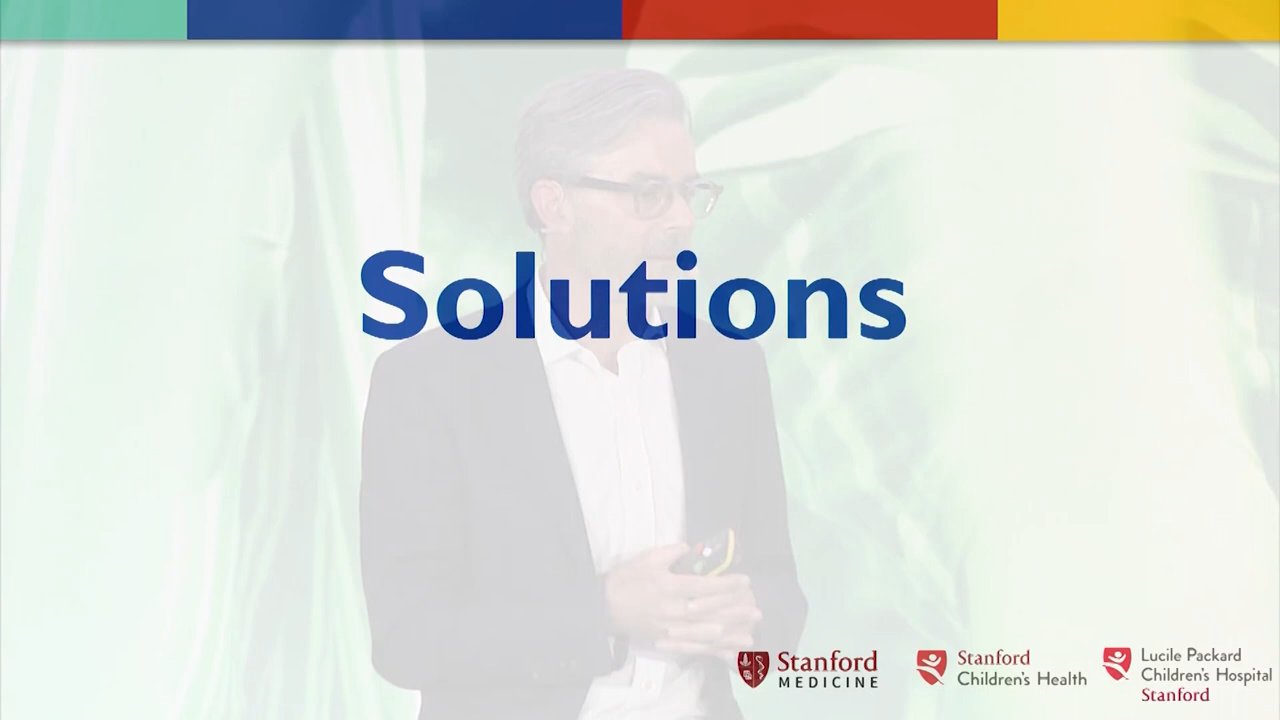 Solutions
Stanford
MEDICINE
Stanford
Children's Health
Lucile Packard
Children's Hospital
Stanford